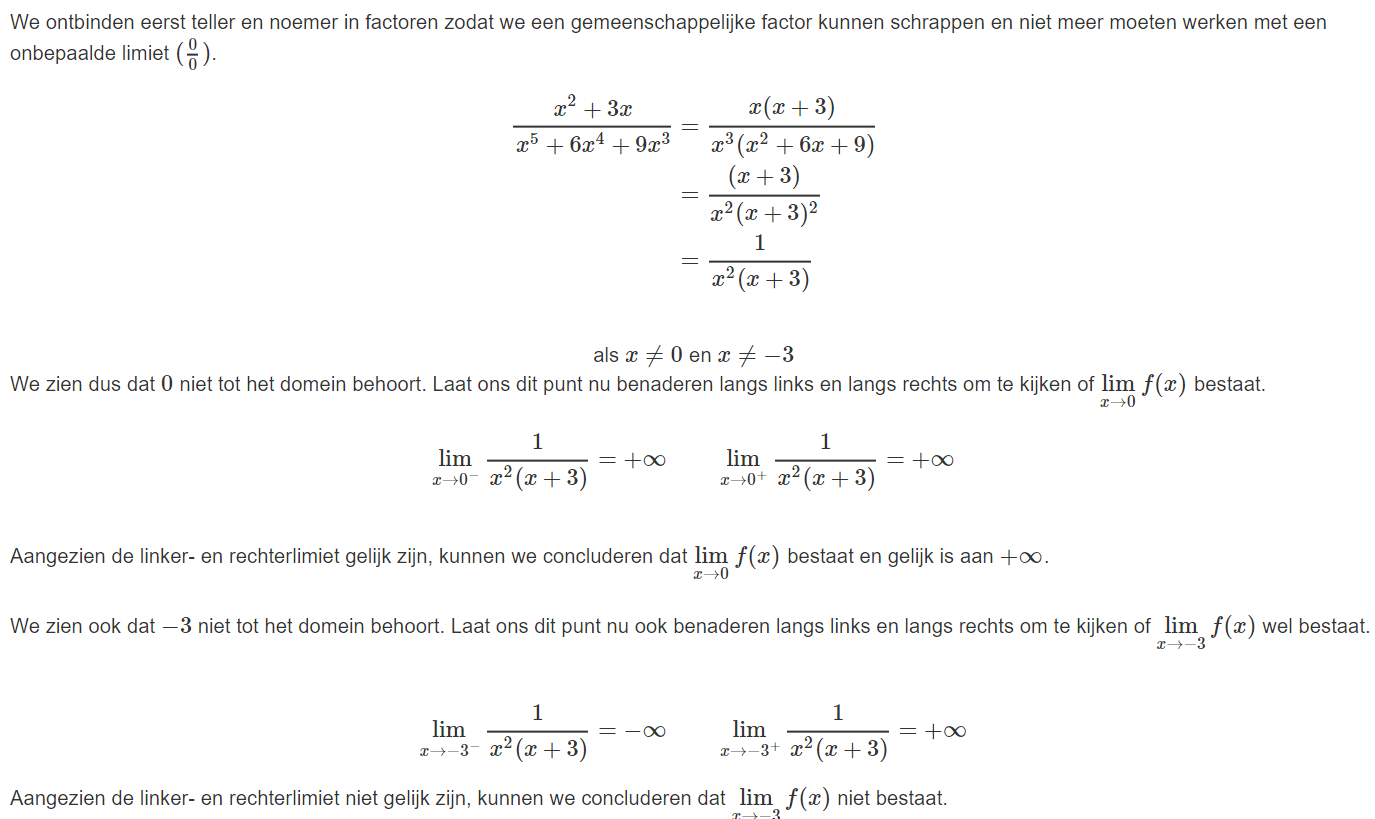 We ontbinden eerst teller en noemer in factoren zodat we een gemeenschappelijke factor kunnen schrappen en niet meer moeten werken met een
onbepaalde limiet ($\frac{0}{0}$).
$\frac{x^2 + 3x}{x^5 + 6x^4 + 9x^3} = \frac{x(x + 3)}{x^3(x^2 + 6x + 9)}$
$= \frac{(x + 3)}{x^2(x + 3)^2}$
$= \frac{1}{x^2(x + 3)}$
als $x \neq 0$ en $x \neq -3$
We zien dus dat $0$ niet tot het domein behoort. Laat ons dit punt nu benaderen langs links en langs rechts om te kijken of $\lim_{x \to 0} f(x)$ bestaat.
$\lim_{x \to 0^-} \frac{1}{x^2(x + 3)} = +\infty$ $\lim_{x \to 0^+} \frac{1}{x^2(x + 3)} = +\infty$
Aangezien de linker- en rechterlimiet gelijk zijn, kunnen we concluderen dat $\lim_{x \to 0} f(x)$ bestaat en gelijk is aan $+\infty$.
We zien ook dat $-3$ niet tot het domein behoort. Laat ons dit punt nu ook benaderen langs links en langs rechts om te kijken of $\lim_{x \to -3} f(x)$ wel bestaat.
$\lim_{x \to -3^-} \frac{1}{x^2(x + 3)} = -\infty$ $\lim_{x \to -3^+} \frac{1}{x^2(x + 3)} = +\infty$
Aangezien de linker- en rechterlimiet niet gelijk zijn, kunnen we concluderen dat $\lim_{x \to -3} f(x)$ niet bestaat.